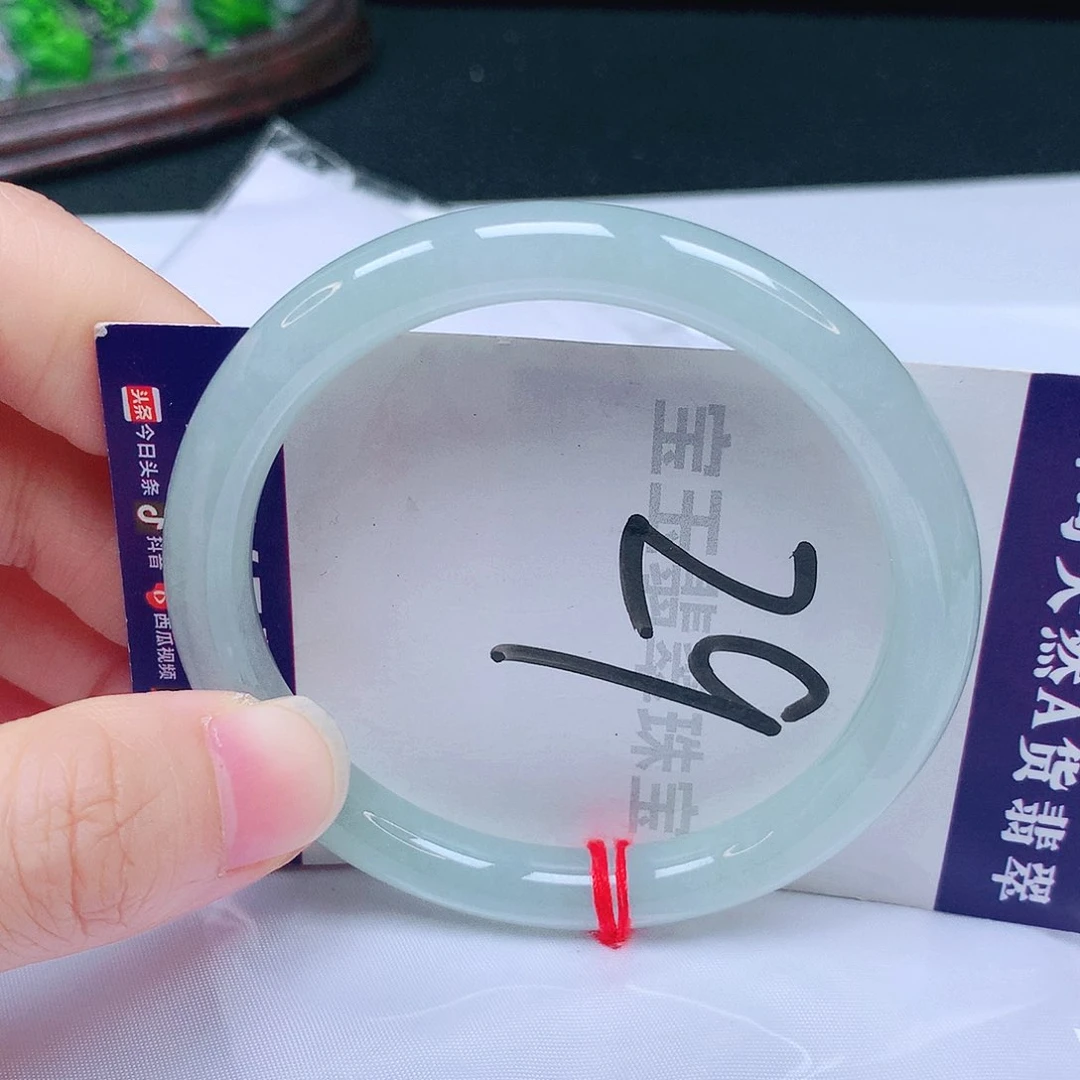 头条 今日头条
抖音
西瓜视频
宝玉翡翠珠宝
29
天然A货翡翠